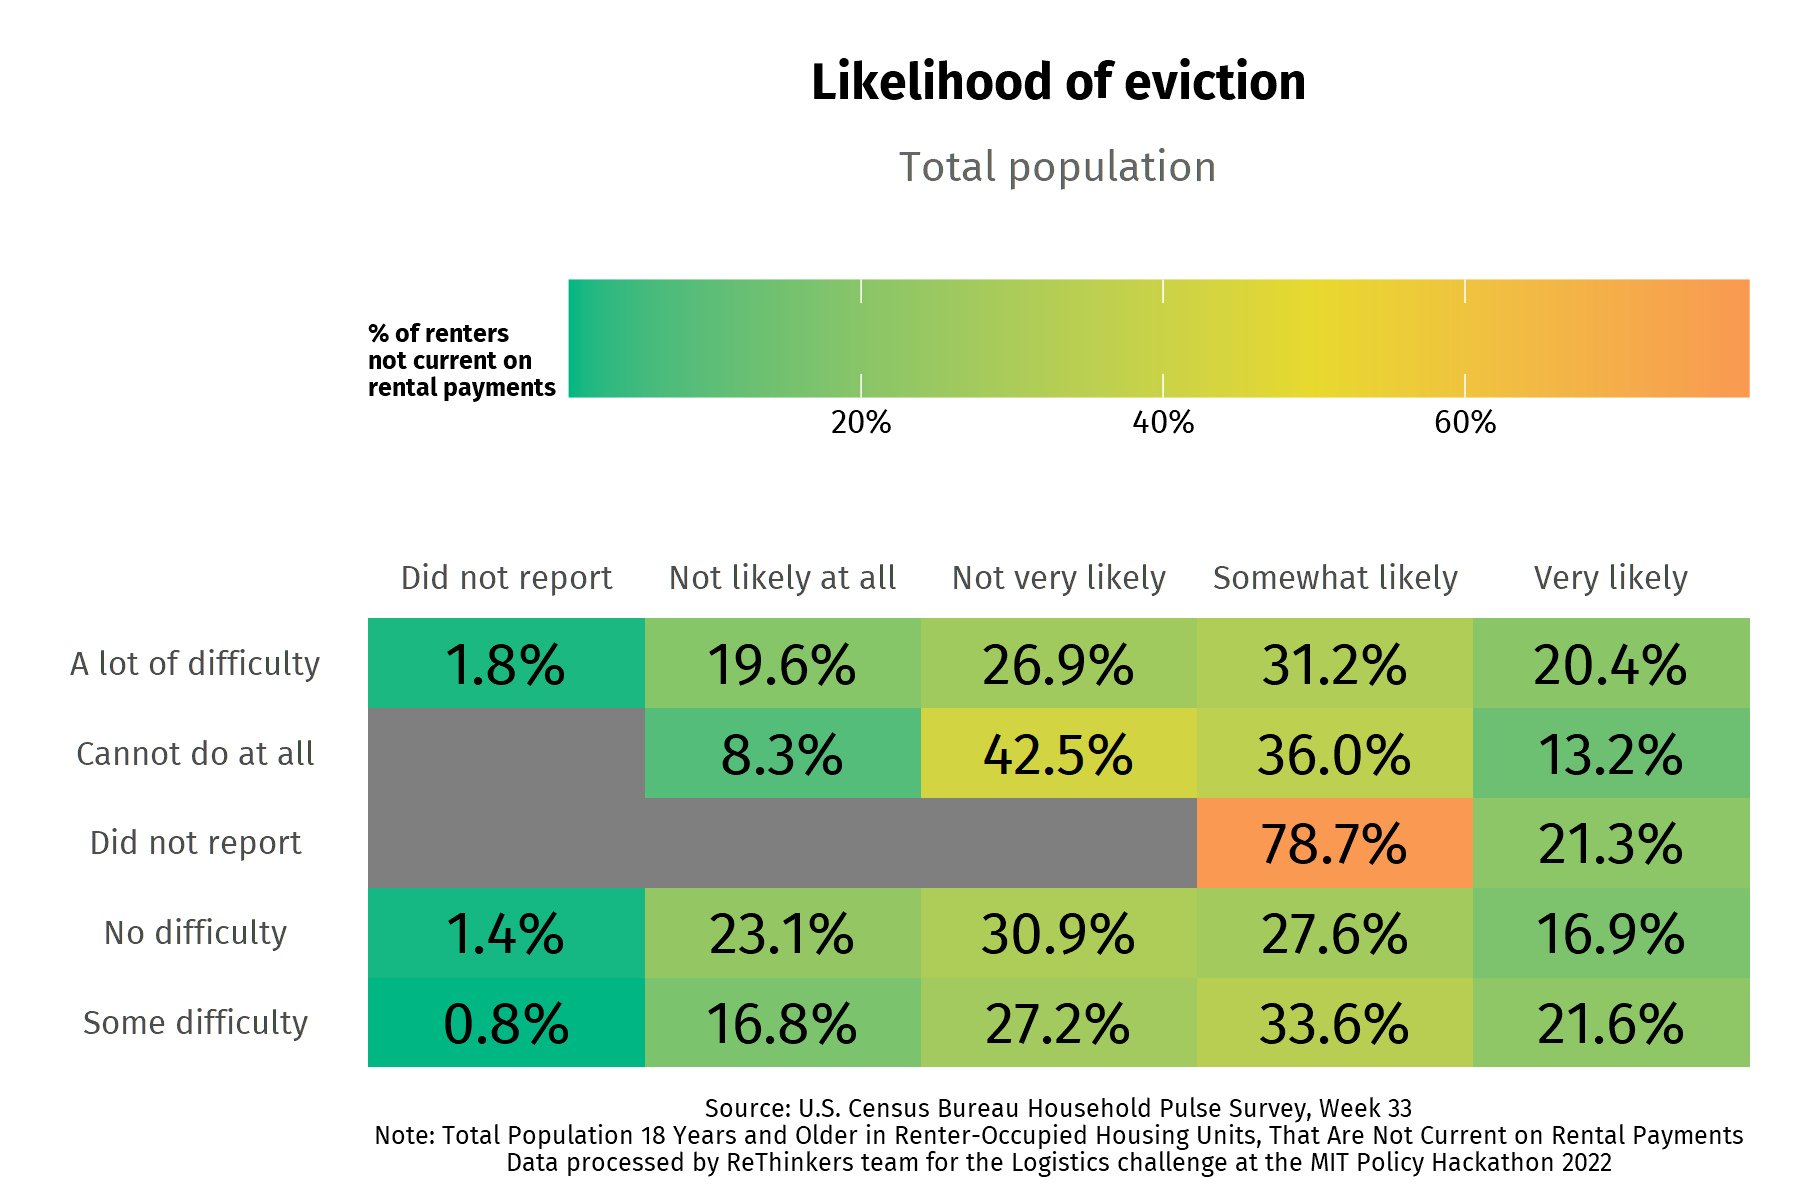 Likelihood of eviction
Total population
% of renters
not current on
rental payments
20% 40% 60%
Did not report Not likely at all Not very likely Somewhat likely Very likely
A lot of difficulty 1.8% 19.6% 26.9% 31.2% 20.4%
Cannot do at all 8.3% 42.5% 36.0% 13.2%
Did not report 78.7% 21.3%
No difficulty 1.4% 23.1% 30.9% 27.6% 16.9%
Some difficulty 0.8% 16.8% 27.2% 33.6% 21.6%
Source: U.S. Census Bureau Household Pulse Survey, Week 33
Note: Total Population 18 Years and Older in Renter-Occupied Housing Units, That Are Not Current on Rental Payments
Data processed by ReThinkers team for the Logistics challenge at the MIT Policy Hackathon 2022